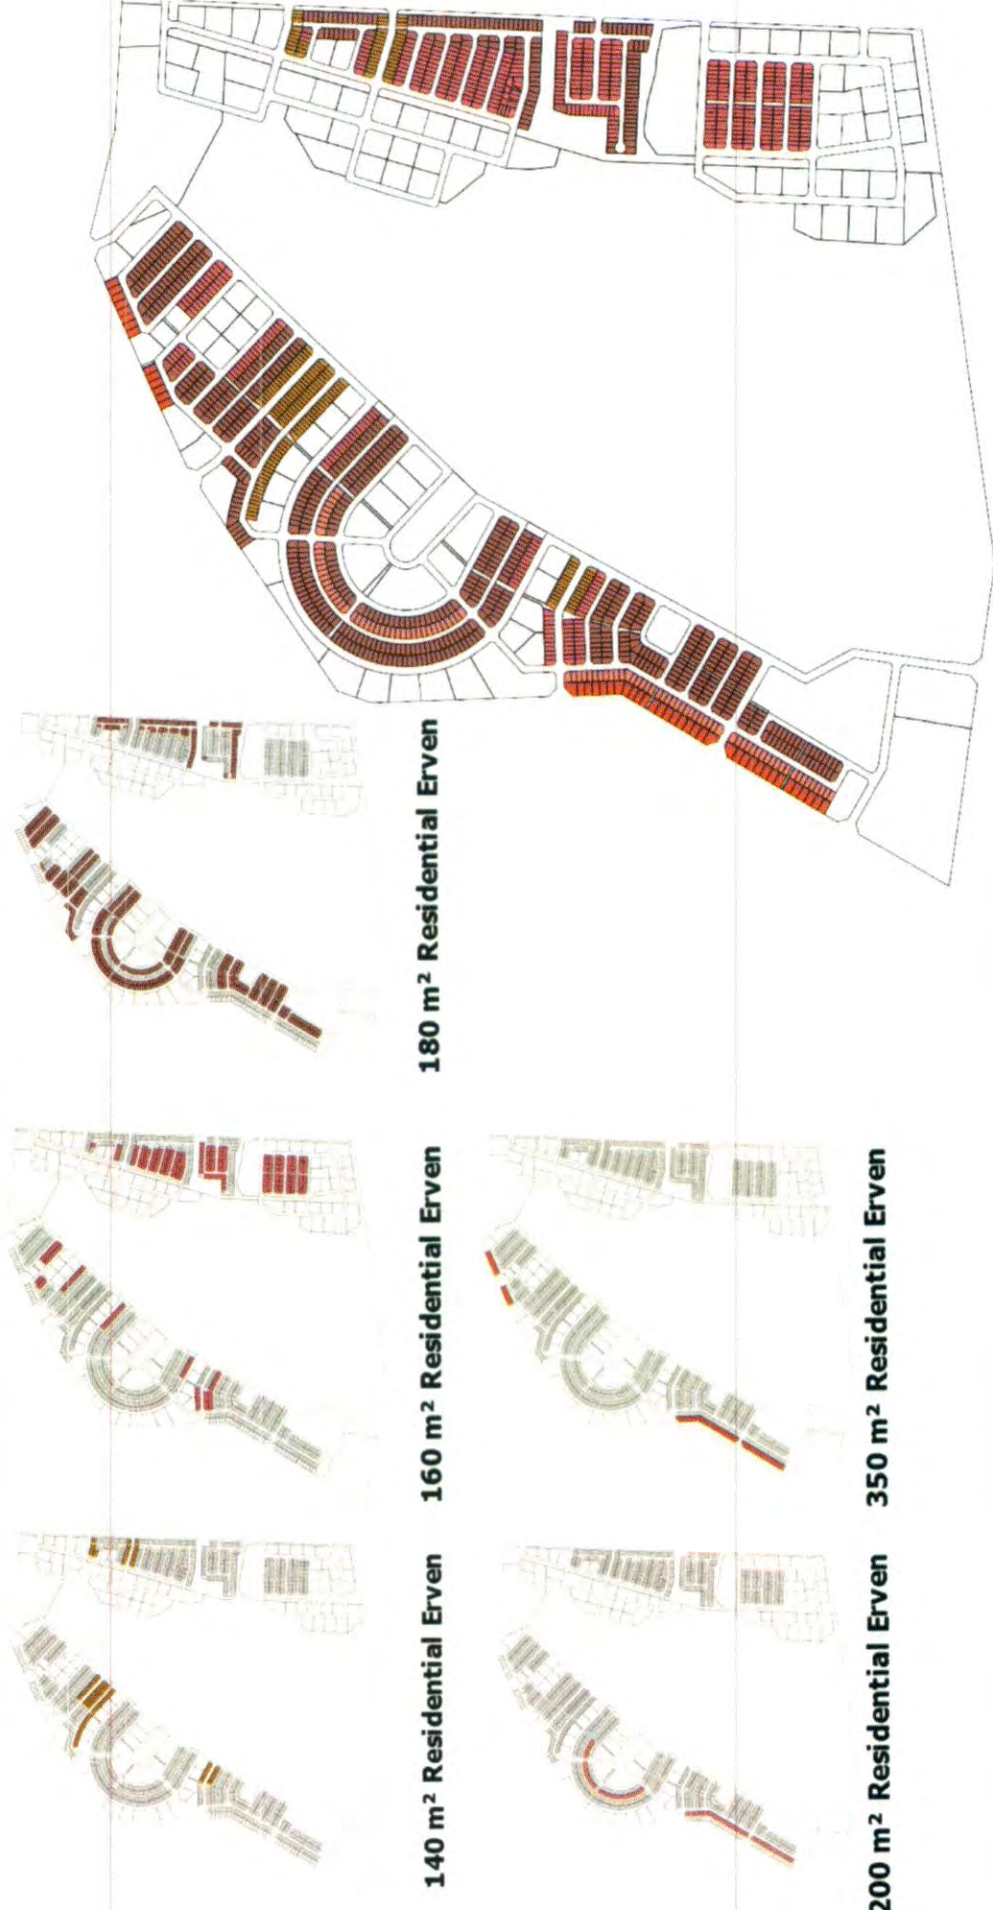 140 m² Residential Erven
160 m² Residential Erven
180 m² Residential Erven
200 m² Residential Erven
350 m² Residential Erven